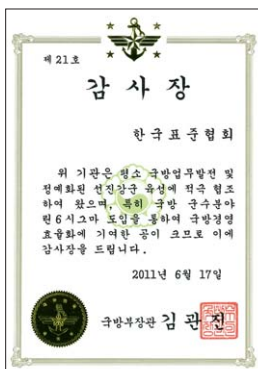 제 21호
감 사 장
한국표준협회
위 기관은 평소 국방업무발전 및
정예화된 선진강군 육성에 적극 협조
하여 왔으며, 특히 국방 군수분야
린6시그마 도입을 통하여 국방경영
효율화에 기여한 공이 크므로 이에
감사장을 드립니다.
2011년 6월 17일
국방부장관 김 관 진